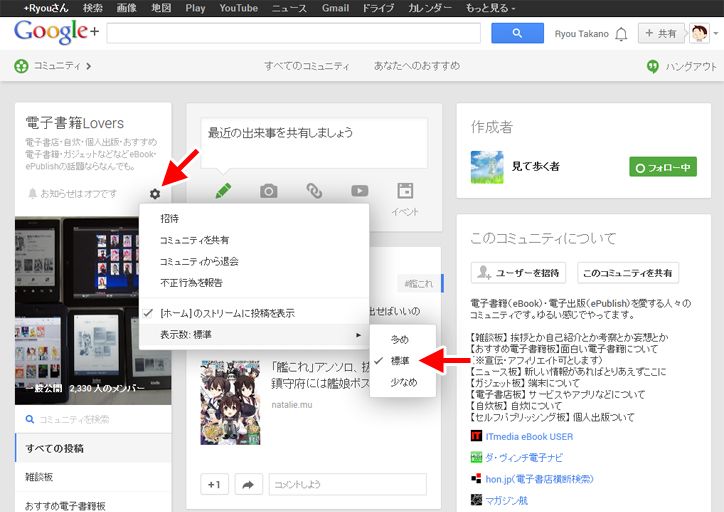 +Ryouさん 検索 画像 地図 Play YouTube ニュース Gmail ドライブ カレンダー もっと見る
Google+
Ryou Takano
+ 共有
コミュニティ
すべてのコミュニティ あなたへのおすすめ
ハングアウト
電子書籍Lovers
電子書店・自炊・個人出版・おすすめ
電子書籍・ガジェットなどなどeBook・
ePublishの話題ならなんでも。
お知らせはオフです
招待
コミュニティを共有
コミュニティから退会
不正行為を報告
[ホーム] のストリームに投稿を表示
表示数: 標準
多め
標準
少なめ
一般公開 2,330 人のメンバー
コミュニティを検索
すべての投稿
雑談板
おすすめ電子書籍板
最近の出来事を共有しましょう
イベント
#艦これ
出せばいいの
「艦これ」アンソロ、抜
鎮守府には艦娘ポス
natalie.mu
+1
コメントしよう
作成者
見て歩く者
フォロー中
このコミュニティについて
ユーザーを招待
このコミュニティを共有
電子書籍(eBook)・電子出版(ePublish)を愛する人々の
コミュニティです。ゆるい感じでやってます。
【雑談板】 挨拶とか自己紹介とか考察とか妄想とか
【おすすめ電子書籍板】面白い電子書籍について
(※宣伝・アフィリエイト可とします)
【ニュース板】 新しい情報があればとりあえずここに
【ガジェット板】 端末について
【電子書店板】 サービスやアプリなどについて
【自炊板】 自炊について
【セルフパブリッシング板】 個人出版ついて
ITmedia eBook USER
ダ・ヴィンチ電子ナビ
hon.jp(電子書店横断検索)
マガジン航